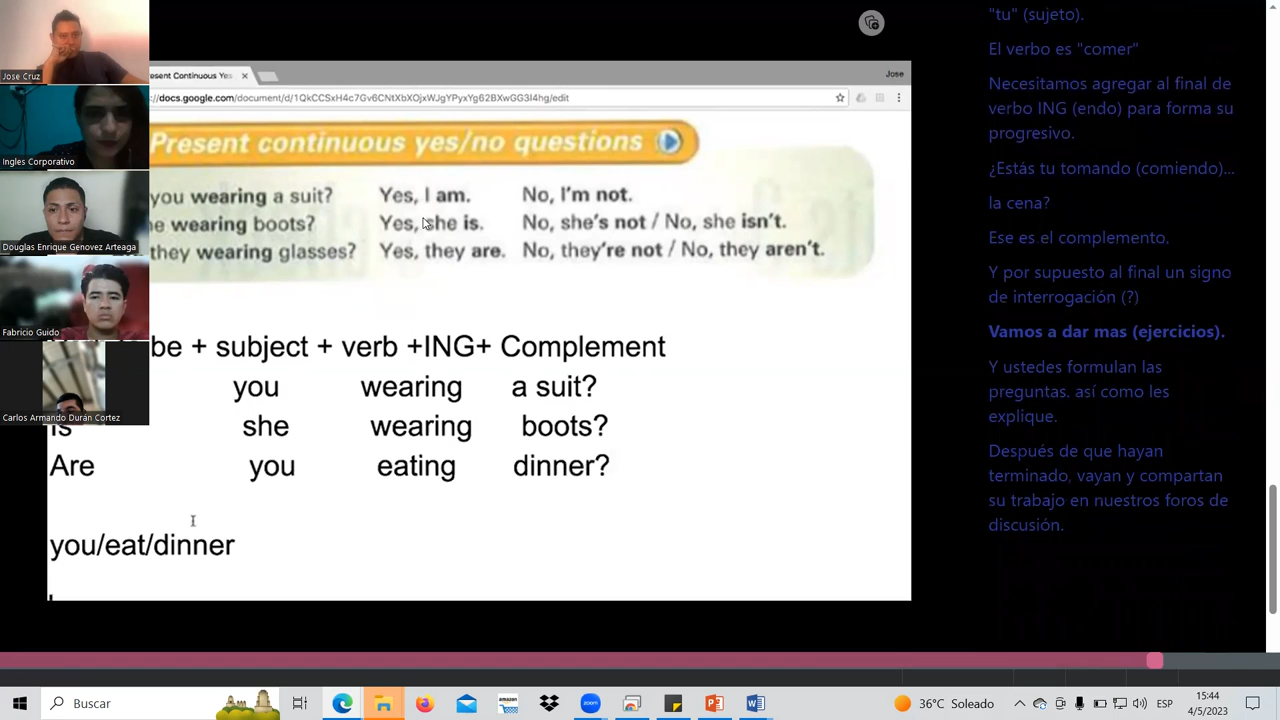 "tu" (sujeto).
El verbo es "comer"
Necesitamos agregar al final de
verbo ING (endo) para forma su
progresivo.
¿Estás tu tomando (comiendo)...
la cena?
Ese es el complemento.
Y por supuesto al final un signo
de interrogación (?)
Vamos a dar mas (ejercicios).
Y ustedes formulan las
preguntas. así como les
explique.
Después de que hayan
terminado, vayan y compartan
su trabajo en nuestros foros de
discusión.
Jose Cruz
Ingles Corporativo
Douglas Enrique Genovez Arteaga
Fabricio Guido
Carlos Armando Durán Cortez
resent Continuous Yes
Jose
://docs.google.com/document/d/1QkCCSxH4c7Gv6CNtXbXOjxWJgYPyxYg62BXwGG3I4hg/edit
Present continuous yes/no questions
you wearing a suit? Yes, I am. No, I'm not.
he wearing boots? Yes, she is. No, she's not / No, she isn't.
they wearing glasses? Yes, they are. No, they're not / No, they aren't.
be + subject + verb +ING+ Complement
you wearing a suit?
Is she wearing boots?
Are you eating dinner?
you/eat/dinner
Buscar
amazon
zoom
36°C Soleado
ESP
15:44
4/5/2023